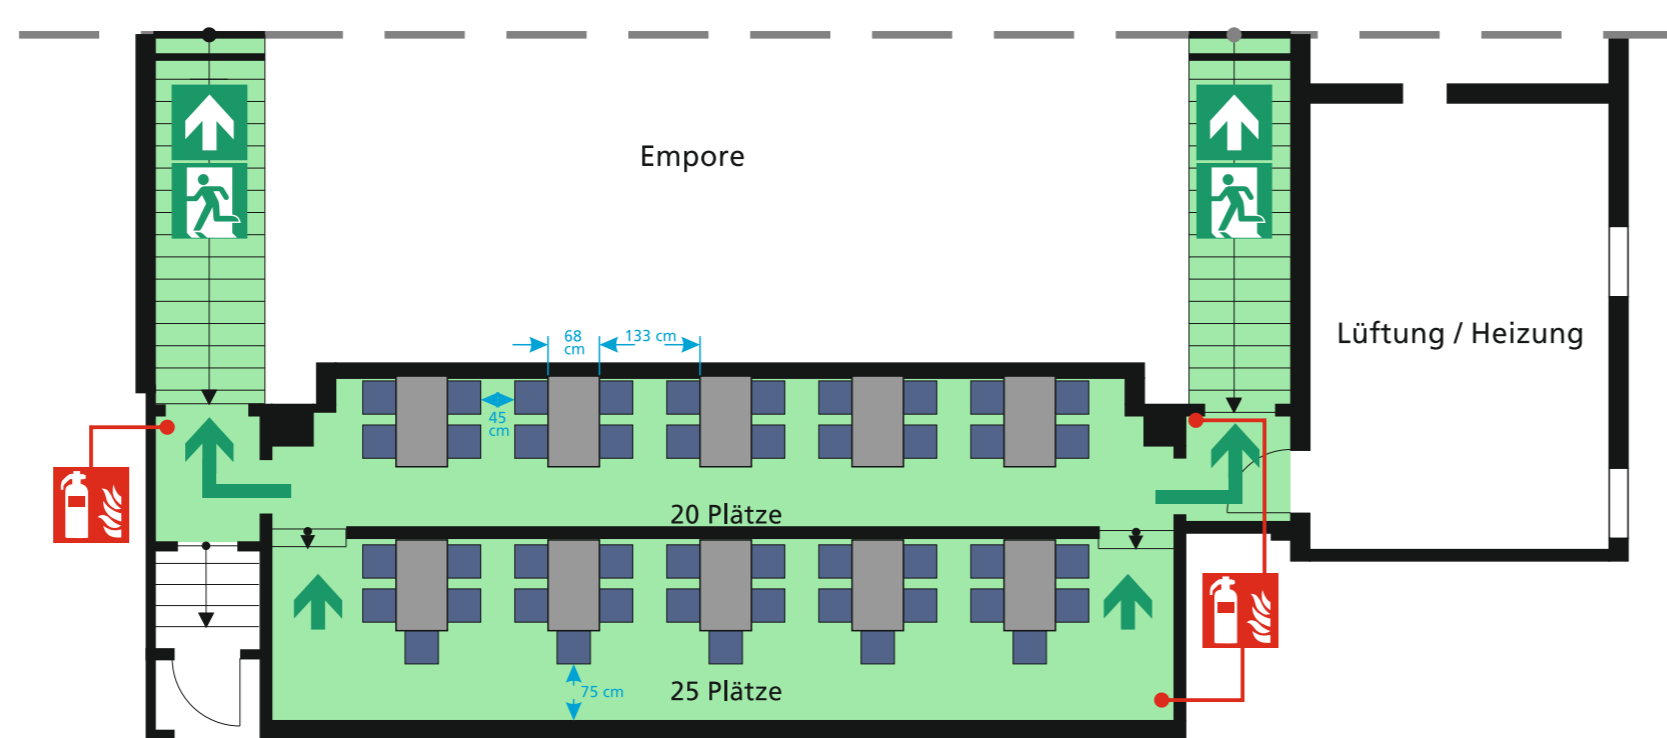 Empore
Lüftung / Heizung
68
cm
133 cm
45
cm
20 Plätze
25 Plätze
75 cm